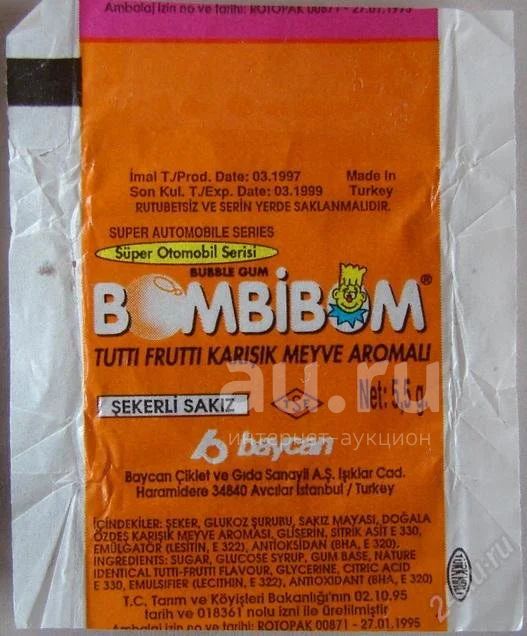 Ambalaj izin no ve tarihi: ROTOPAK 00871 - 27.01.1995
İmal T./Prod. Date: 03.1997 Made In
Son Kul. T./Exp. Date: 03.1999 Turkey
RUTUBETSİZ VE SERİN YERDE SAKLANMALIDIR.
SUPER AUTOMOBILE SERIES
Süper Otomobil Serisi
BUBBLE GUM
BOMBİBOM®
TUTTI FRUTTI KARIŞIK MEYVE AROMALI
au.ru
ŞEKERLİ SAKIZ TSE Net: 5,5 g.
интернет-аукцион
baycan
Baycan Çiklet ve Gıda Sanayii A.Ş. Işıklar Cad.
Haramidere 34840 Avcılar İstanbul / Turkey
İÇİNDEKİLER: ŞEKER, GLUKOZ ŞURUBU, SAKIZ MAYASI, DOĞALA
ÖZDEŞ KARIŞIK MEYVE AROMASI, GLİSERİN, SİTRİK ASİT E 330,
EMÜLGATÖR (LESİTİN, E 322), ANTİOKSİDAN (BHA, E 320).
INGREDIENTS: SUGAR, GLUCOSE SYRUP, GUM BASE, NATURE
IDENTICAL TUTTI-FRUTTI FLAVOUR, GLYCERINE, CITRIC ACID
E 330, EMULSIFIER (LECITHIN, E 322), ANTIOXIDANT (BHA, E 320)
T.C. Tarım ve Köyişleri Bakanlığı'nın 02.10.95
tarih ve 018361 nolu izni ile üretilmiştir
Ambalaj izin no ve tarihi: ROTOPAK 00871 - 27.01.1995